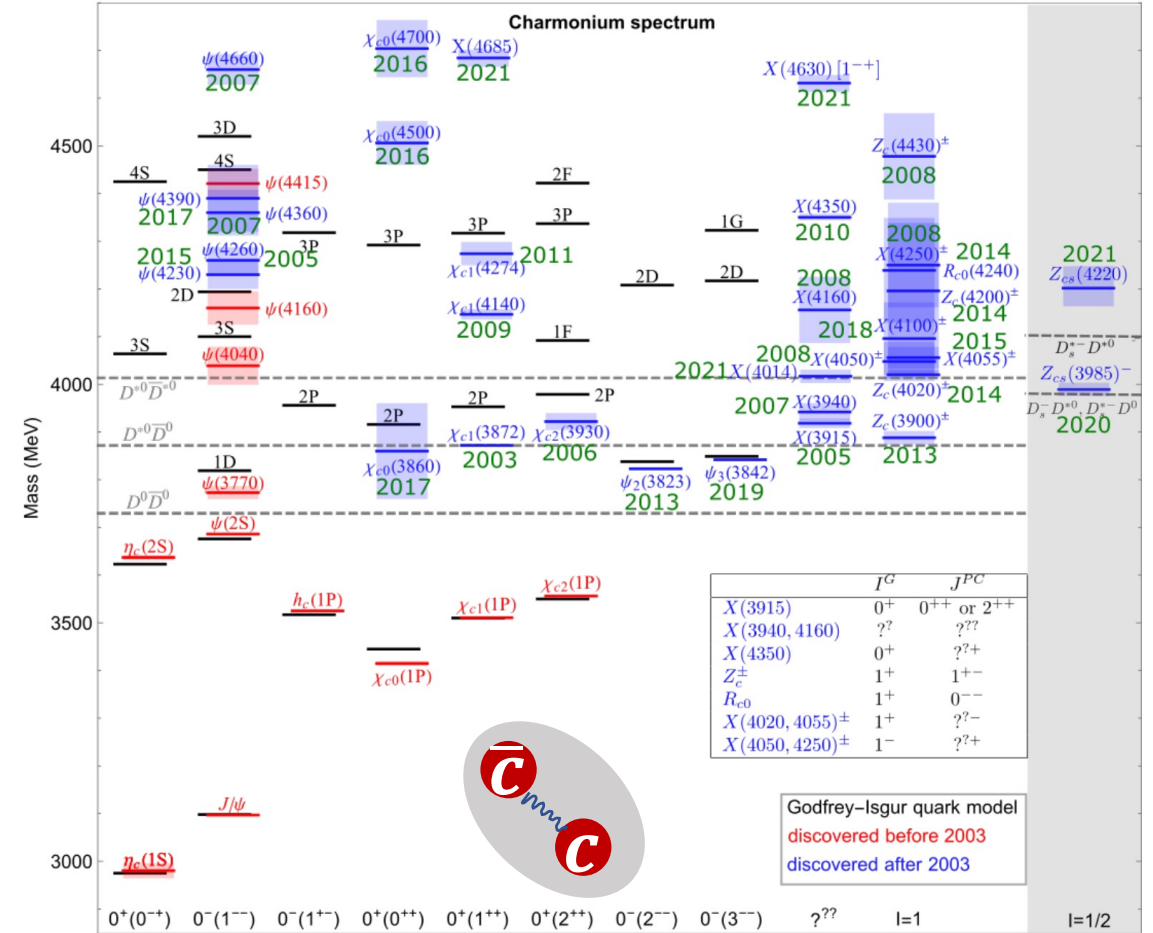 Charmonium spectrum
Mass (MeV)
4500
4000
3500
3000
χc0(4700)
2016
X(4685)
2021
ψ(4660)
2007
X(4630) [1−+]
2021
3D
χc0(4500)
2016
Zc(4430)±
2008
4S
4S
ψ(4415)
2F
ψ(4390)
2017
ψ(4360)
2007
3P
X(4350)
2010
3P
3P
3P
1G
2008
2015
ψ(4260)
2005
2011
X(4250)±
2014
2021
ψ(4230)
χc1(4274)
2D
2D
2008
Rc0(4240)
Zcs(4220)
2D
ψ(4160)
χc1(4140)
2009
X(4160)
Zc(4200)±
2014
3S
3S
1F
2018
X(4100)±
2015
ψ(4040)
2008
X(4050)±
X(4055)±
Ds*−D*0
2021
X(4014)
Zcs(3985)−
D*0D̅*0
2P
2P
2P
2P
2007
X(3940)
Zc(4020)±
2014
Ds−D*0, Ds*−D0
2020
D*0D̅0
χc1(3872)
2003
χc2(3930)
2006
X(3915)
2005
Zc(3900)±
2013
1D
χc0(3860)
2017
ψ(3770)
ψ2(3823)
2013
ψ3(3842)
2019
D0D̅0
ψ(2S)
ηc(2S)
hc(1P)
χc1(1P)
χc2(1P)
χc0(1P)
J/ψ
ηc(1S)
IG JPC
X(3915) 0+ 0++ or 2++
X(3940, 4160) ?? ???
X(4350) 0+ ??+
Zc± 1+ 1+−
Rc0 1+ 0−−
X(4020, 4055)± 1+ ??−
X(4050, 4250)± 1− ??+
c̅
c
Godfrey−Isgur quark model
discovered before 2003
discovered after 2003
0+(0−+) 0−(1−−) 0−(1+−) 0+(0++) 0+(1++) 0+(2++) 0−(2−−) 0−(3−−) ??? I=1 I=1/2